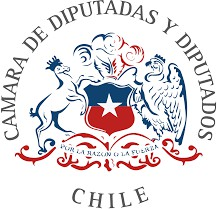 CAMARA DE DIPUTADAS Y DIPUTADOS
POR LA RAZON O LA FUERZA
CHILE